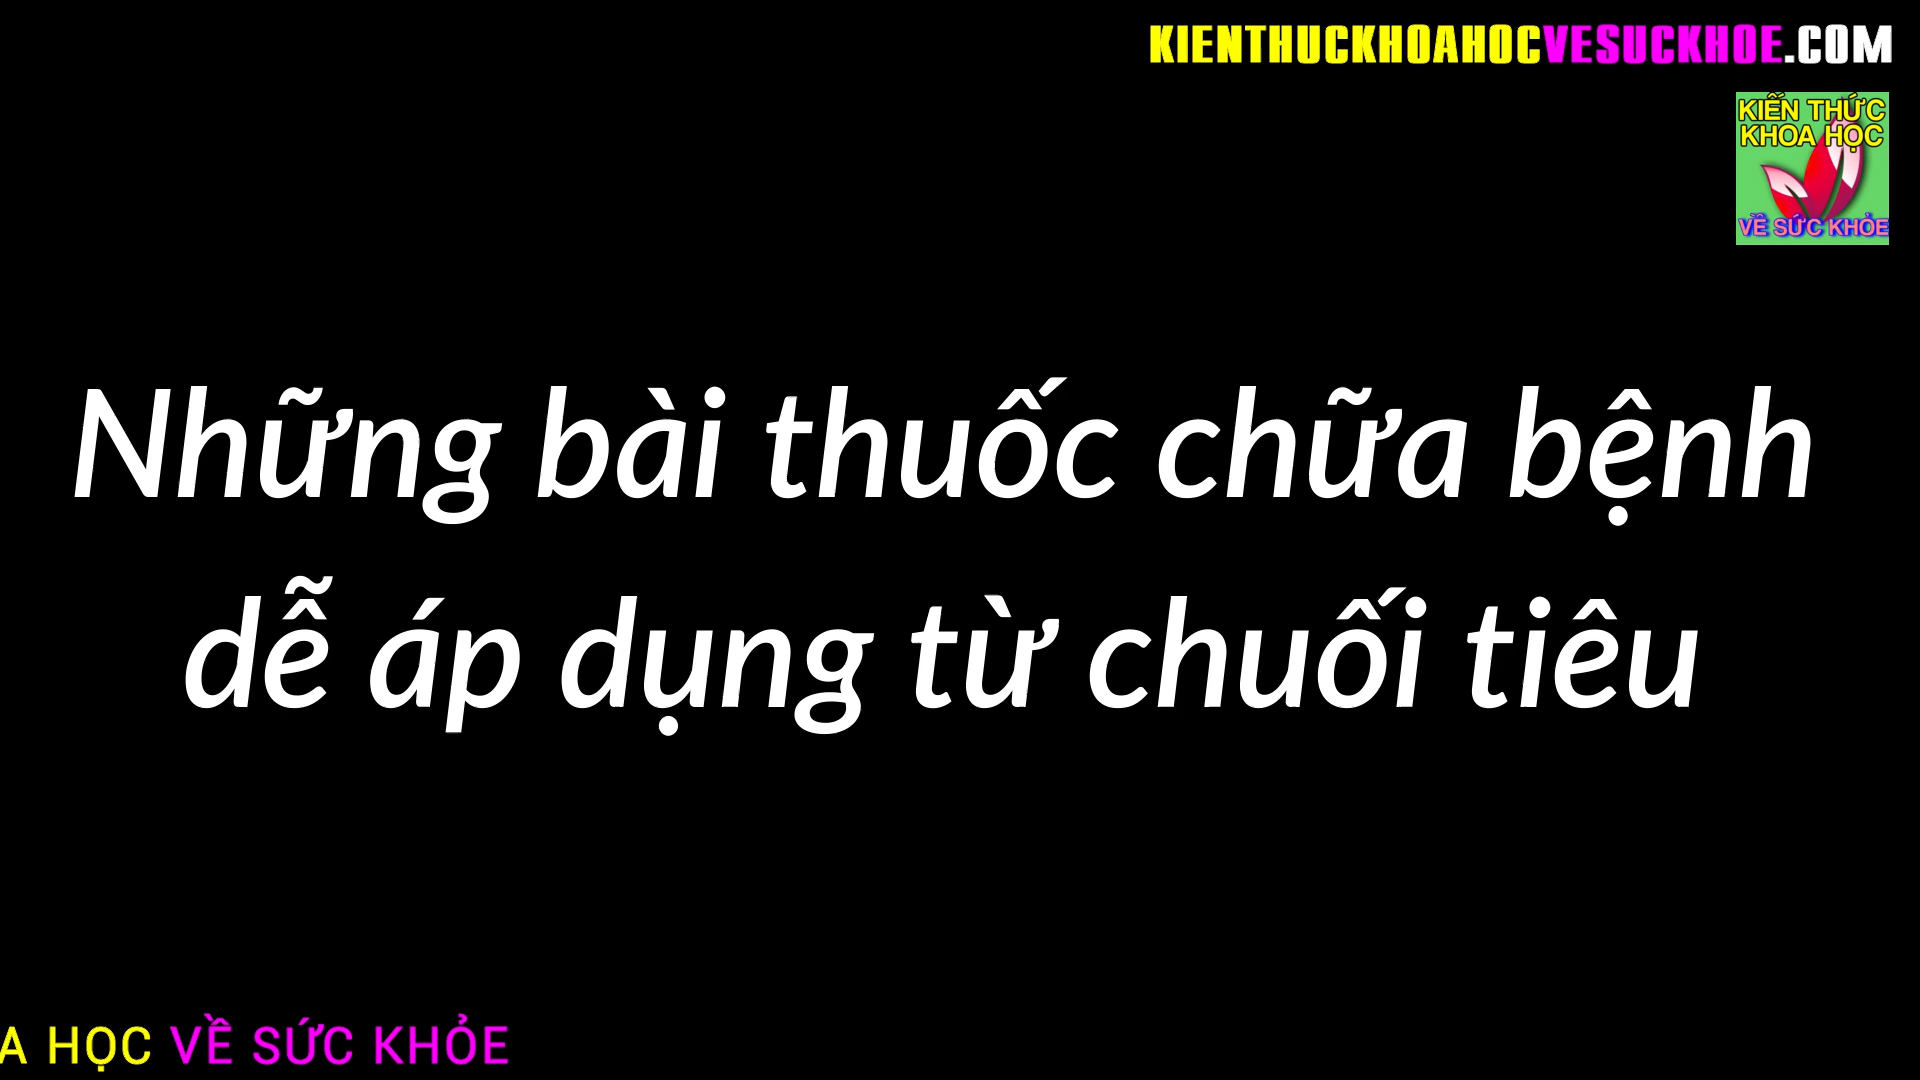 KIENTHUCKHOAHOCVESUCKHOE.COM
KIẾN THỨC
KHOA HỌC
VỀ SỨC KHỎE
Những bài thuốc chữa bệnh
dễ áp dụng từ chuối tiêu
A HỌC VỀ SỨC KHỎE